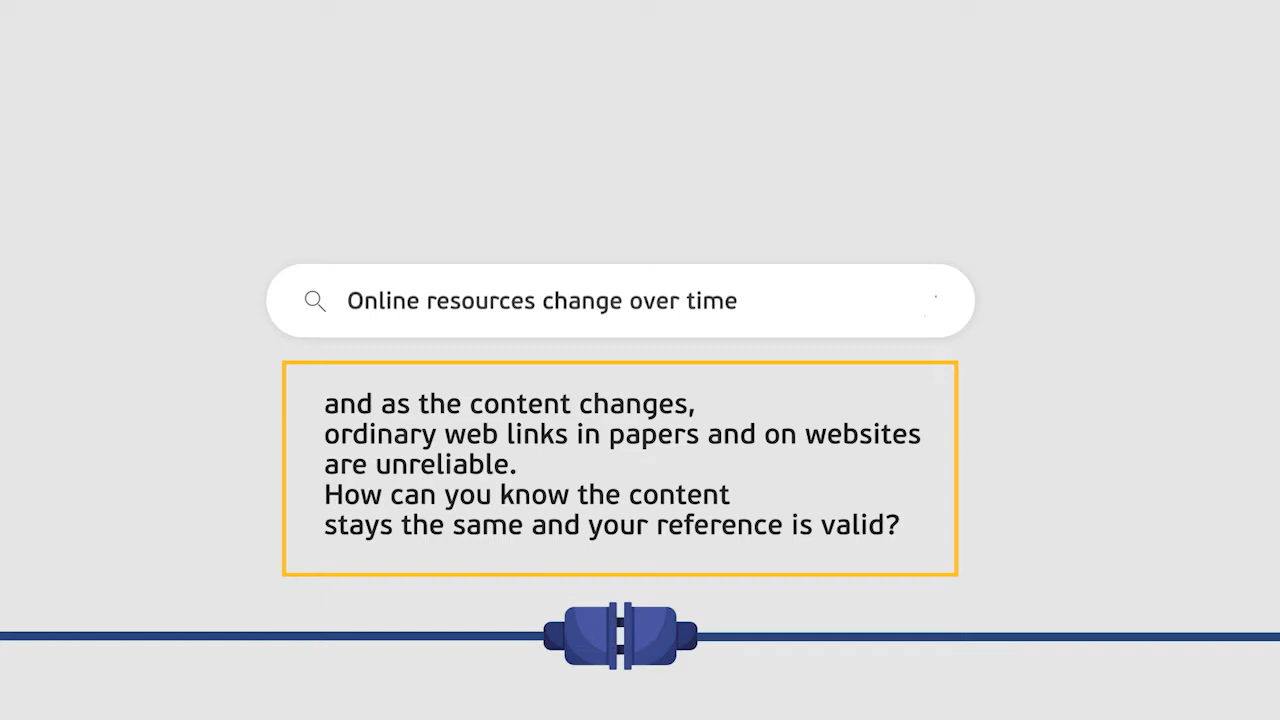 Online resources change over time
and as the content changes,
ordinary web links in papers and on websites
are unreliable.
How can you know the content
stays the same and your reference is valid?